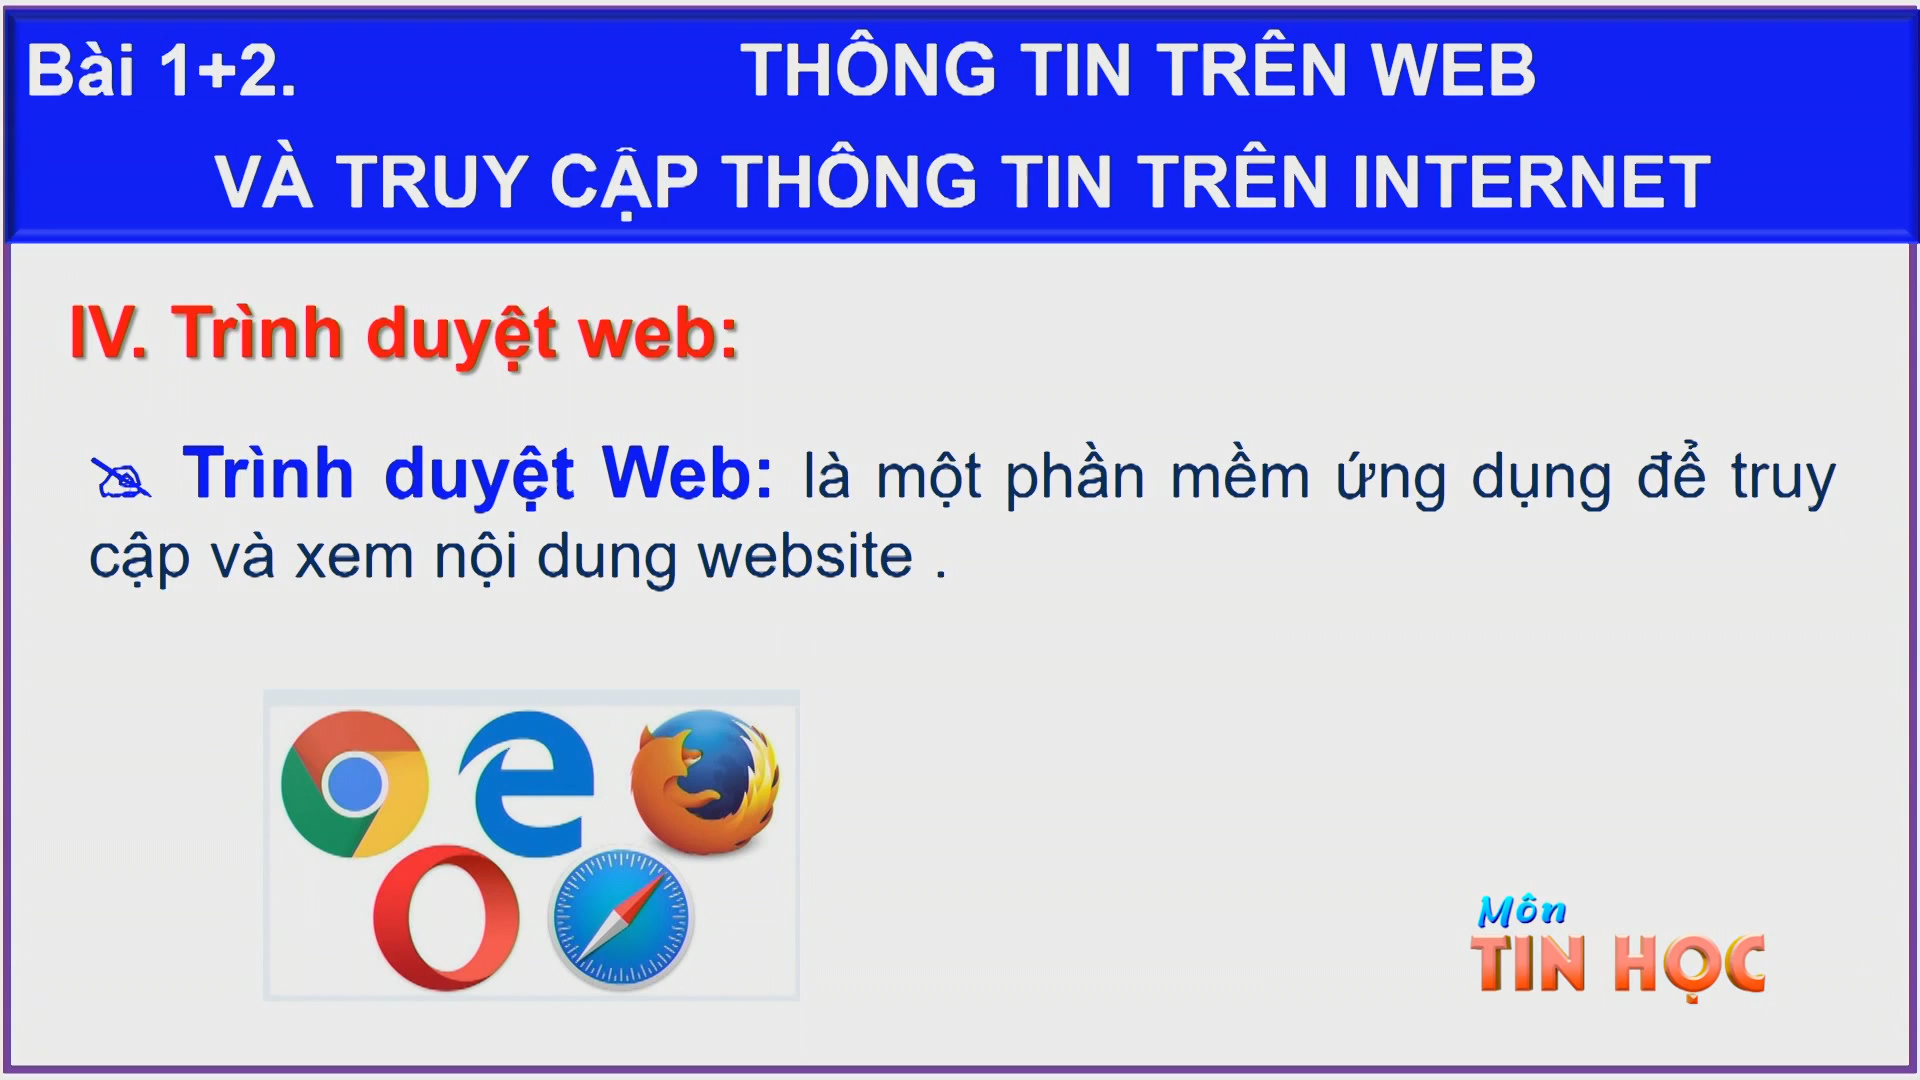 Bài 1+2. THÔNG TIN TRÊN WEB
VÀ TRUY CẬP THÔNG TIN TRÊN INTERNET
IV. Trình duyệt web:
Trình duyệt Web: là một phần mềm ứng dụng để truy
cập và xem nội dung website .
Môn
TIN HỌC